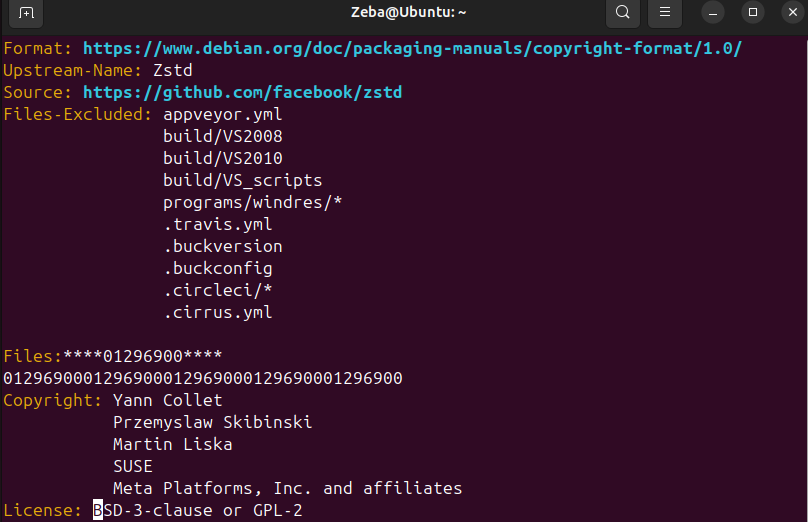 Zeba@Ubuntu: ~
Format: https://www.debian.org/doc/packaging-manuals/copyright-format/1.0/
Upstream-Name: Zstd
Source: https://github.com/facebook/zstd
Files-Excluded: appveyor.yml
build/VS2008
build/VS2010
build/VS_scripts
programs/windres/*
.travis.yml
.buckversion
.buckconfig
.circleci/*
.cirrus.yml
Files:****01296900****
0129690001296900012969000129690001296900
Copyright: Yann Collet
Przemyslaw Skibinski
Martin Liska
SUSE
Meta Platforms, Inc. and affiliates
License: BSD-3-clause or GPL-2